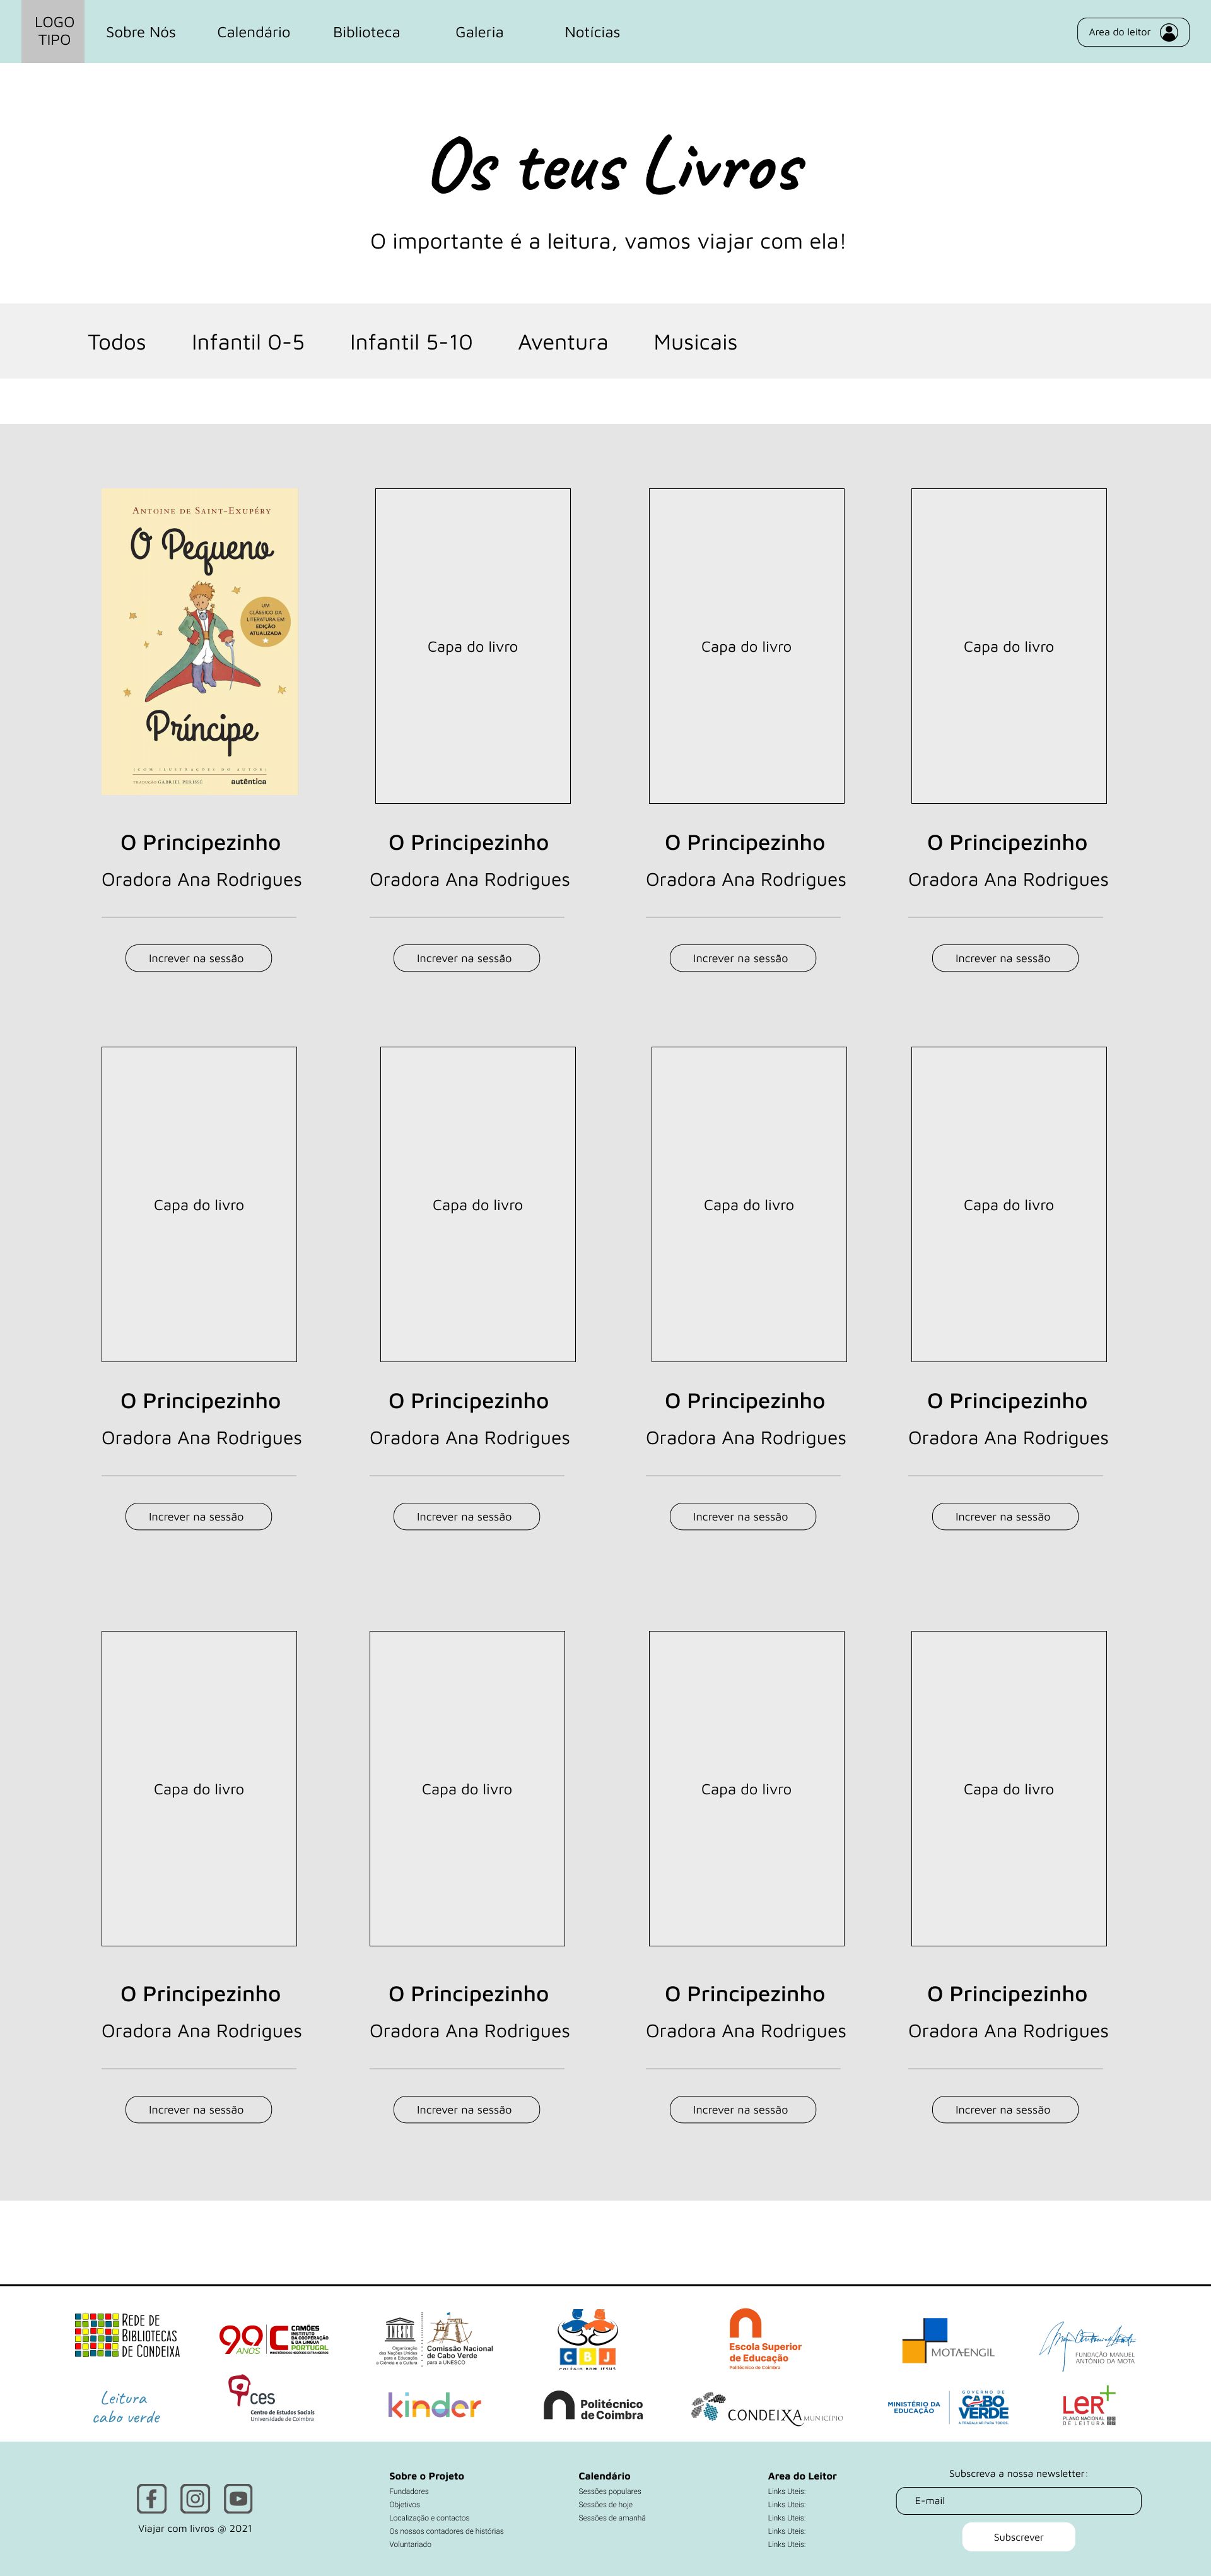 LOGO
TIPO
Sobre Nós
Calendário
Biblioteca
Galeria
Notícias
Area do leitor
Os teus Livros
O importante é a leitura, vamos viajar com ela!
Todos
Infantil 0-5
Infantil 5-10
Aventura
Musicais
ANTOINE DE SAINT-EXUPÉRY
O Pequeno
UM
CLÁSSICO DA
LITERATURA EM
EDIÇÃO
ATUALIZADA
Príncipe
COM ILUSTRAÇÕES DO AUTOR
autêntica
Capa do livro
Capa do livro
Capa do livro
O Principezinho
O Principezinho
O Principezinho
O Principezinho
Oradora Ana Rodrigues
Oradora Ana Rodrigues
Oradora Ana Rodrigues
Oradora Ana Rodrigues
Increver na sessão
Increver na sessão
Increver na sessão
Increver na sessão
Capa do livro
Capa do livro
Capa do livro
Capa do livro
O Principezinho
O Principezinho
O Principezinho
O Principezinho
Oradora Ana Rodrigues
Oradora Ana Rodrigues
Oradora Ana Rodrigues
Oradora Ana Rodrigues
Increver na sessão
Increver na sessão
Increver na sessão
Increver na sessão
Capa do livro
Capa do livro
Capa do livro
Capa do livro
O Principezinho
O Principezinho
O Principezinho
O Principezinho
Oradora Ana Rodrigues
Oradora Ana Rodrigues
Oradora Ana Rodrigues
Oradora Ana Rodrigues
Increver na sessão
Increver na sessão
Increver na sessão
Increver na sessão
REDE DE
BIBLIOTECAS
DE CONDEIXA
90 ANOS
CAMÕES
INSTITUTO
DA COOPERAÇÃO
E DA LÍNGUA
PORTUGAL
UNESCO
Organização
das Nações Unidas
para a Educação,
a Ciência e a Cultura
Comissão Nacional
de Cabo Verde
para a UNESCO
CBJ
COLÉGIO BOM JESUS
Escola Superior
de Educação
Politécnico de Coimbra
MOTAENGIL
FUNDAÇÃO MANUEL
ANTÓNIO DA MOTA
Leitura
cabo verde
ces
Centro de Estudos Sociais
Universidade de Coimbra
kinder
Politécnico
de Coimbra
CONDEIXA MUNICÍPIO
MINISTÉRIO DA
EDUCAÇÃO
GOVERNO DE
CABO
VERDE
A TRABALHAR PARA TODOS.
LER+
PLANO NACIONAL
DE LEITURA
Viajar com livros @ 2021
Sobre o Projeto
Fundadores
Objetivos
Localização e contactos
Os nossos contadores de histórias
Voluntariado
Calendário
Sessões populares
Sessões de hoje
Sessões de amanhã
Area do Leitor
Links Uteis:
Links Uteis:
Links Uteis:
Links Uteis:
Links Uteis:
Subscreva a nossa newsletter:
E-mail
Subscrever